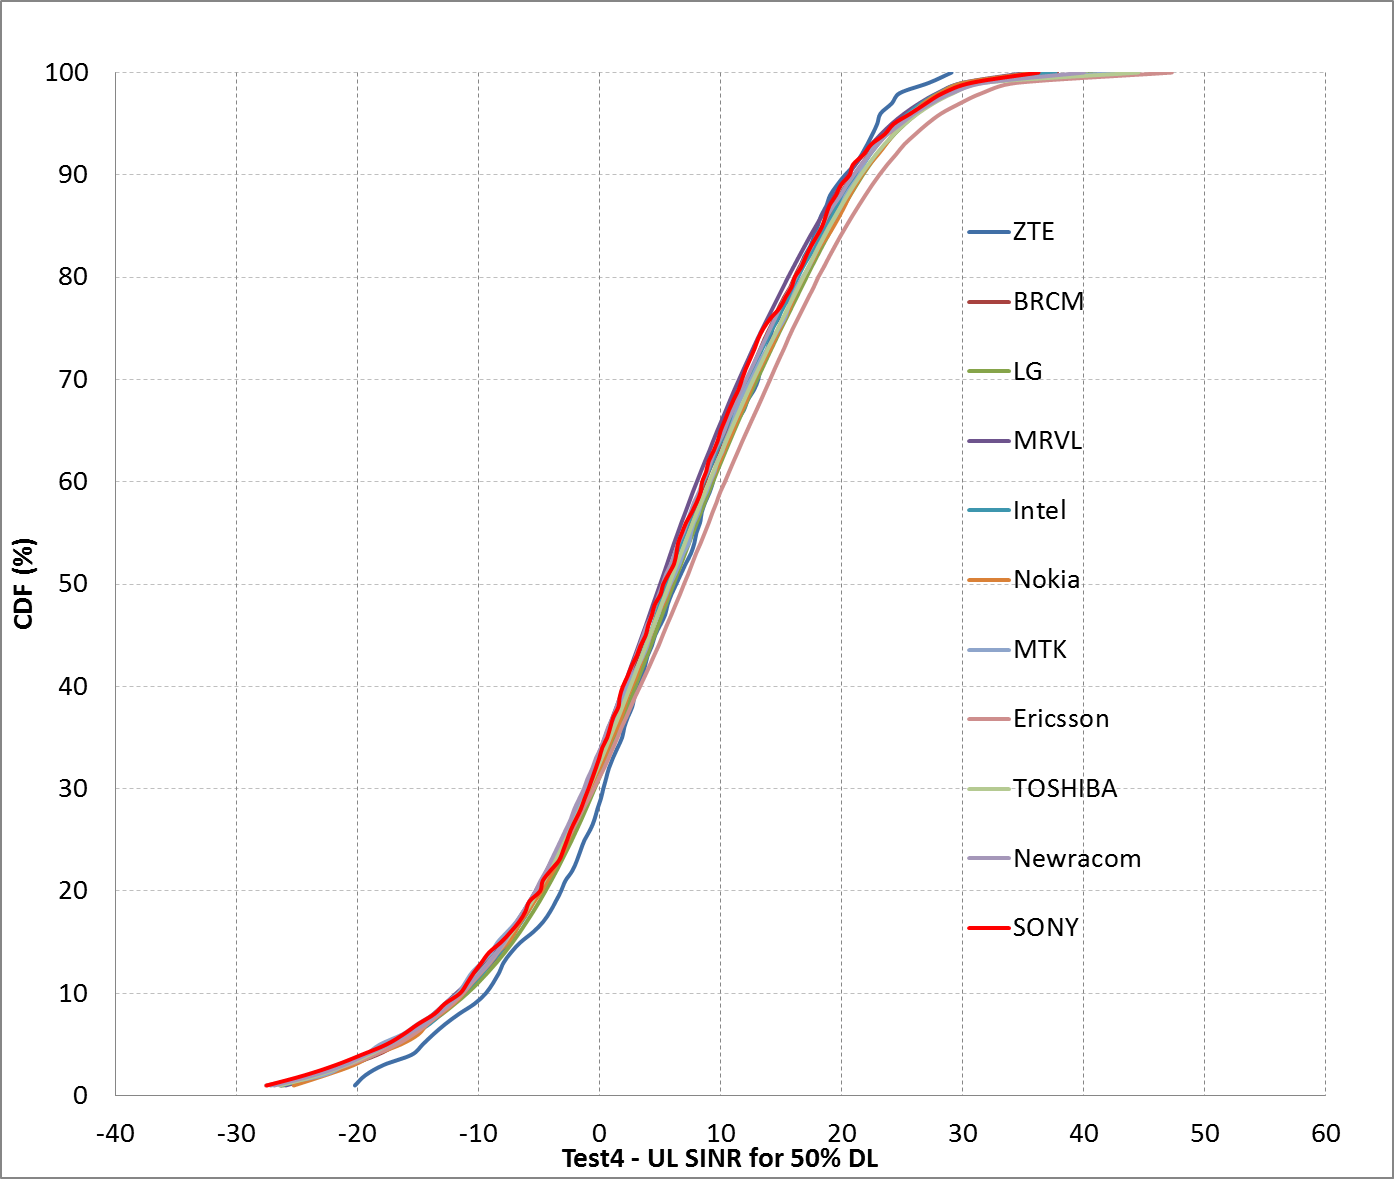 100
90
80
70
60
50
40
30
20
10
0
CDF (%)
ZTE
BRCM
LG
MRVL
Intel
Nokia
MTK
Ericsson
TOSHIBA
Newracom
SONY
-40 -30 -20 -10 0 10 20 30 40 50 60
Test4 - UL SINR for 50% DL